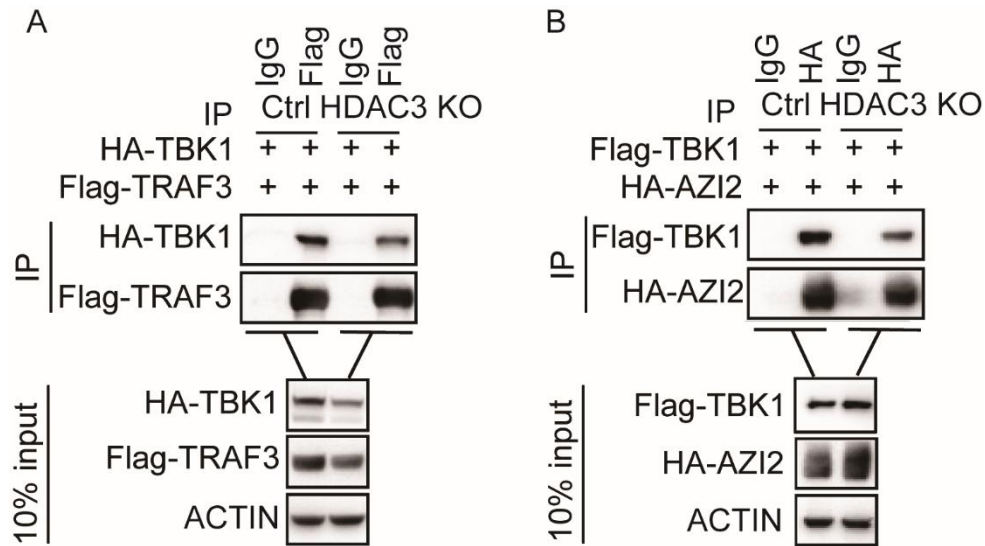 A
IgG Flag IgG Flag
IP Ctrl HDAC3 KO
HA-TBK1 + + + +
Flag-TRAF3 + + + +
IP
HA-TBK1
Flag-TRAF3
10% input
HA-TBK1
Flag-TRAF3
ACTIN
B
IgG HA IgG HA
IP Ctrl HDAC3 KO
Flag-TBK1 + + + +
HA-AZI2 + + + +
IP
Flag-TBK1
HA-AZI2
10% input
Flag-TBK1
HA-AZI2
ACTIN